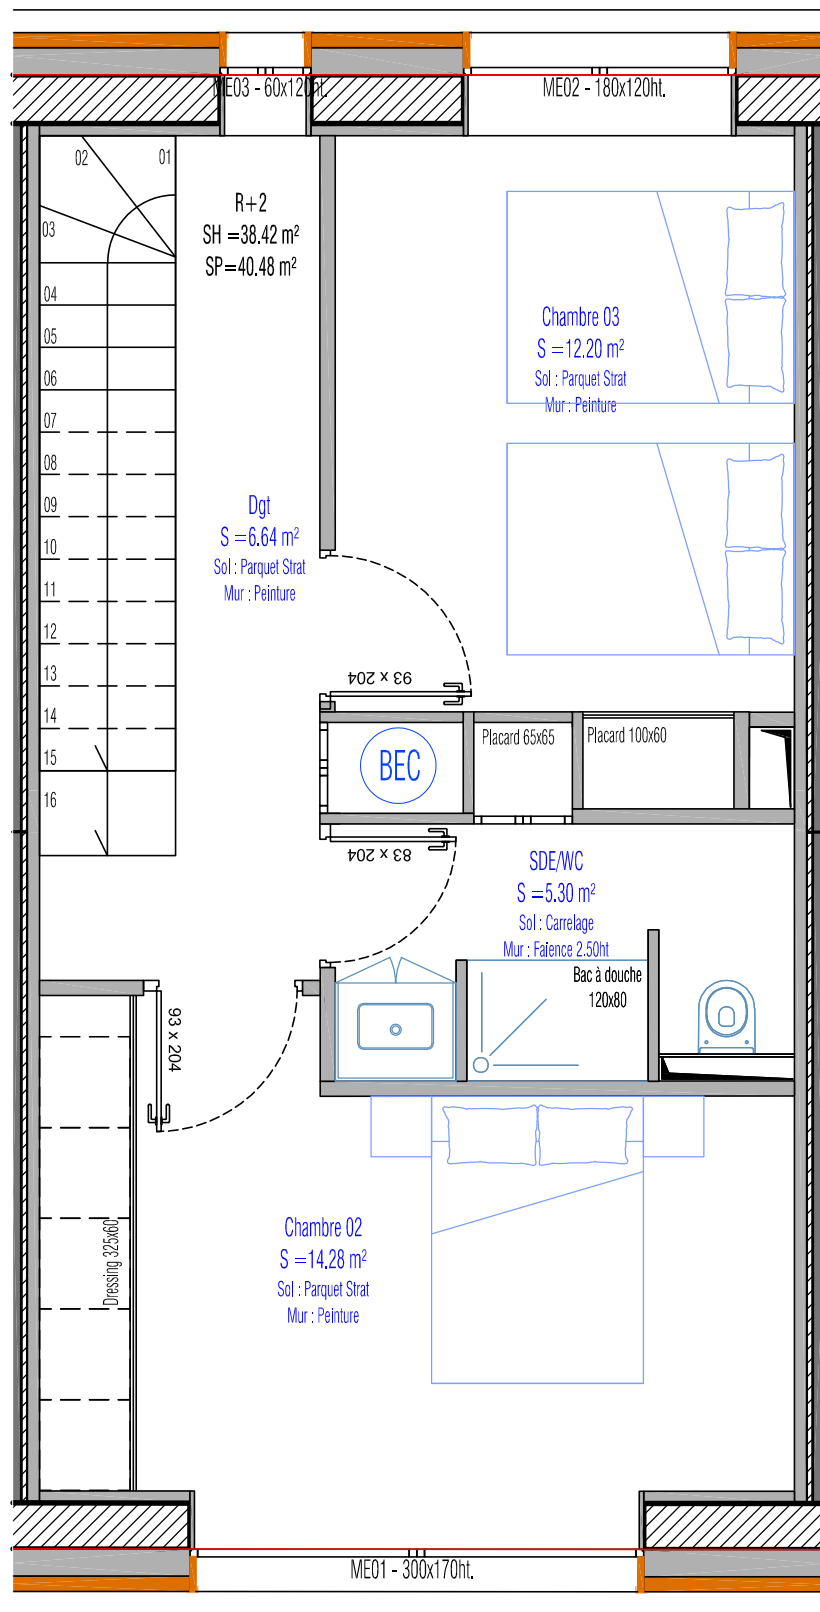 ME03 - 60x120ht.
ME02 - 180x120ht.
02
01
03
04
05
06
07
08
09
10
11
12
13
14
15
16
R+2
SH =38.42 m²
SP=40.48 m²
Chambre 03
S =12.20 m²
Sol : Parquet Strat
Mur : Peinture
Dgt
S =6.64 m²
Sol : Parquet Strat
Mur : Peinture
93 x 204
BEC
Placard 65x65
Placard 100x60
83 x 204
SDE/WC
S =5.30 m²
Sol : Carrelage
Mur : Faïence 2.50ht
Bac à douche
120x80
93 x 204
Dressing 325x60
Chambre 02
S =14.28 m²
Sol : Parquet Strat
Mur : Peinture
ME01 - 300x170ht.